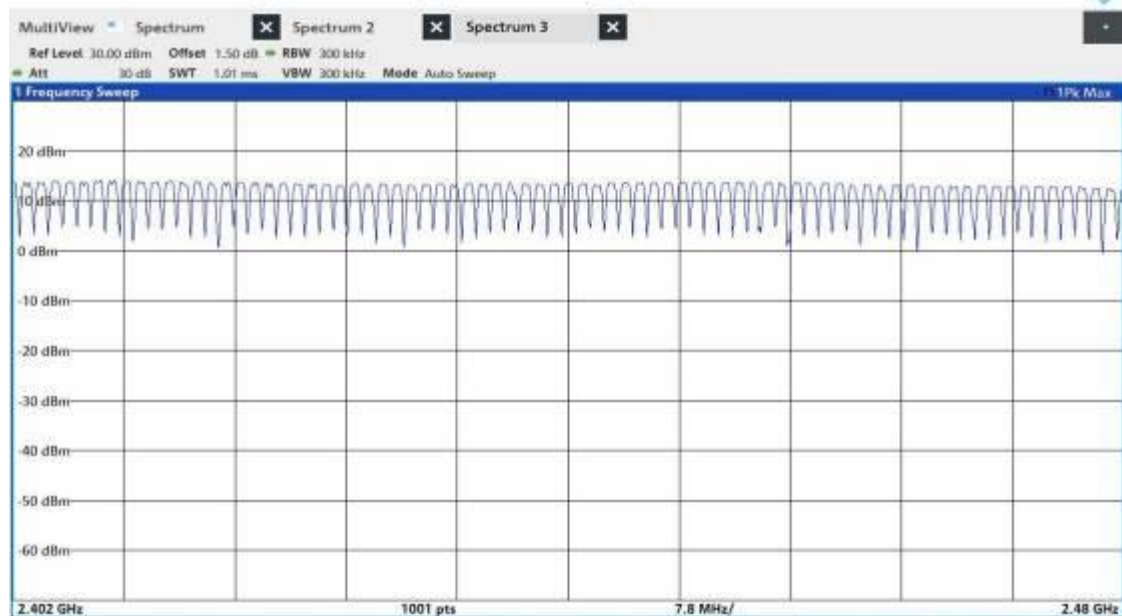 MultiView Spectrum Spectrum 2 Spectrum 3
Ref Level 30.00 dBm Offset 1.50 dB RBW 300 kHz
Att 30 dB SWT 1.01 ms VBW 300 kHz Mode Auto Sweep
1 Frequency Sweep 1Pk Max
20 dBm
10 dBm
0 dBm
-10 dBm
-20 dBm
-30 dBm
-40 dBm
-50 dBm
-60 dBm
2.402 GHz 1001 pts 7.8 MHz/ 2.48 GHz